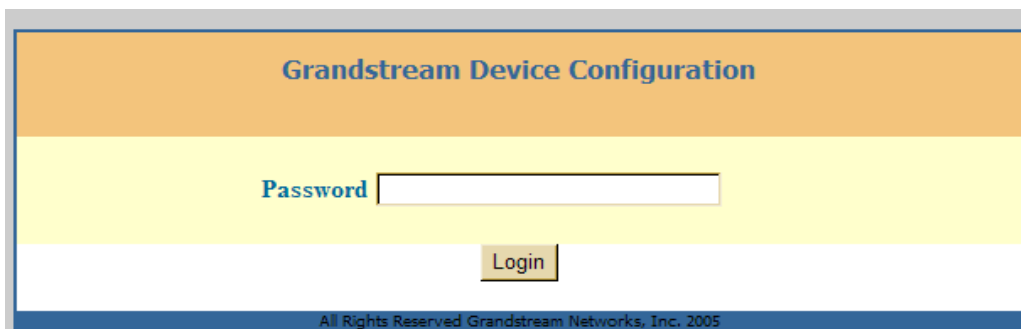 Grandstream Device Configuration
Password
Login
All Rights Reserved Grandstream Networks, Inc. 2005